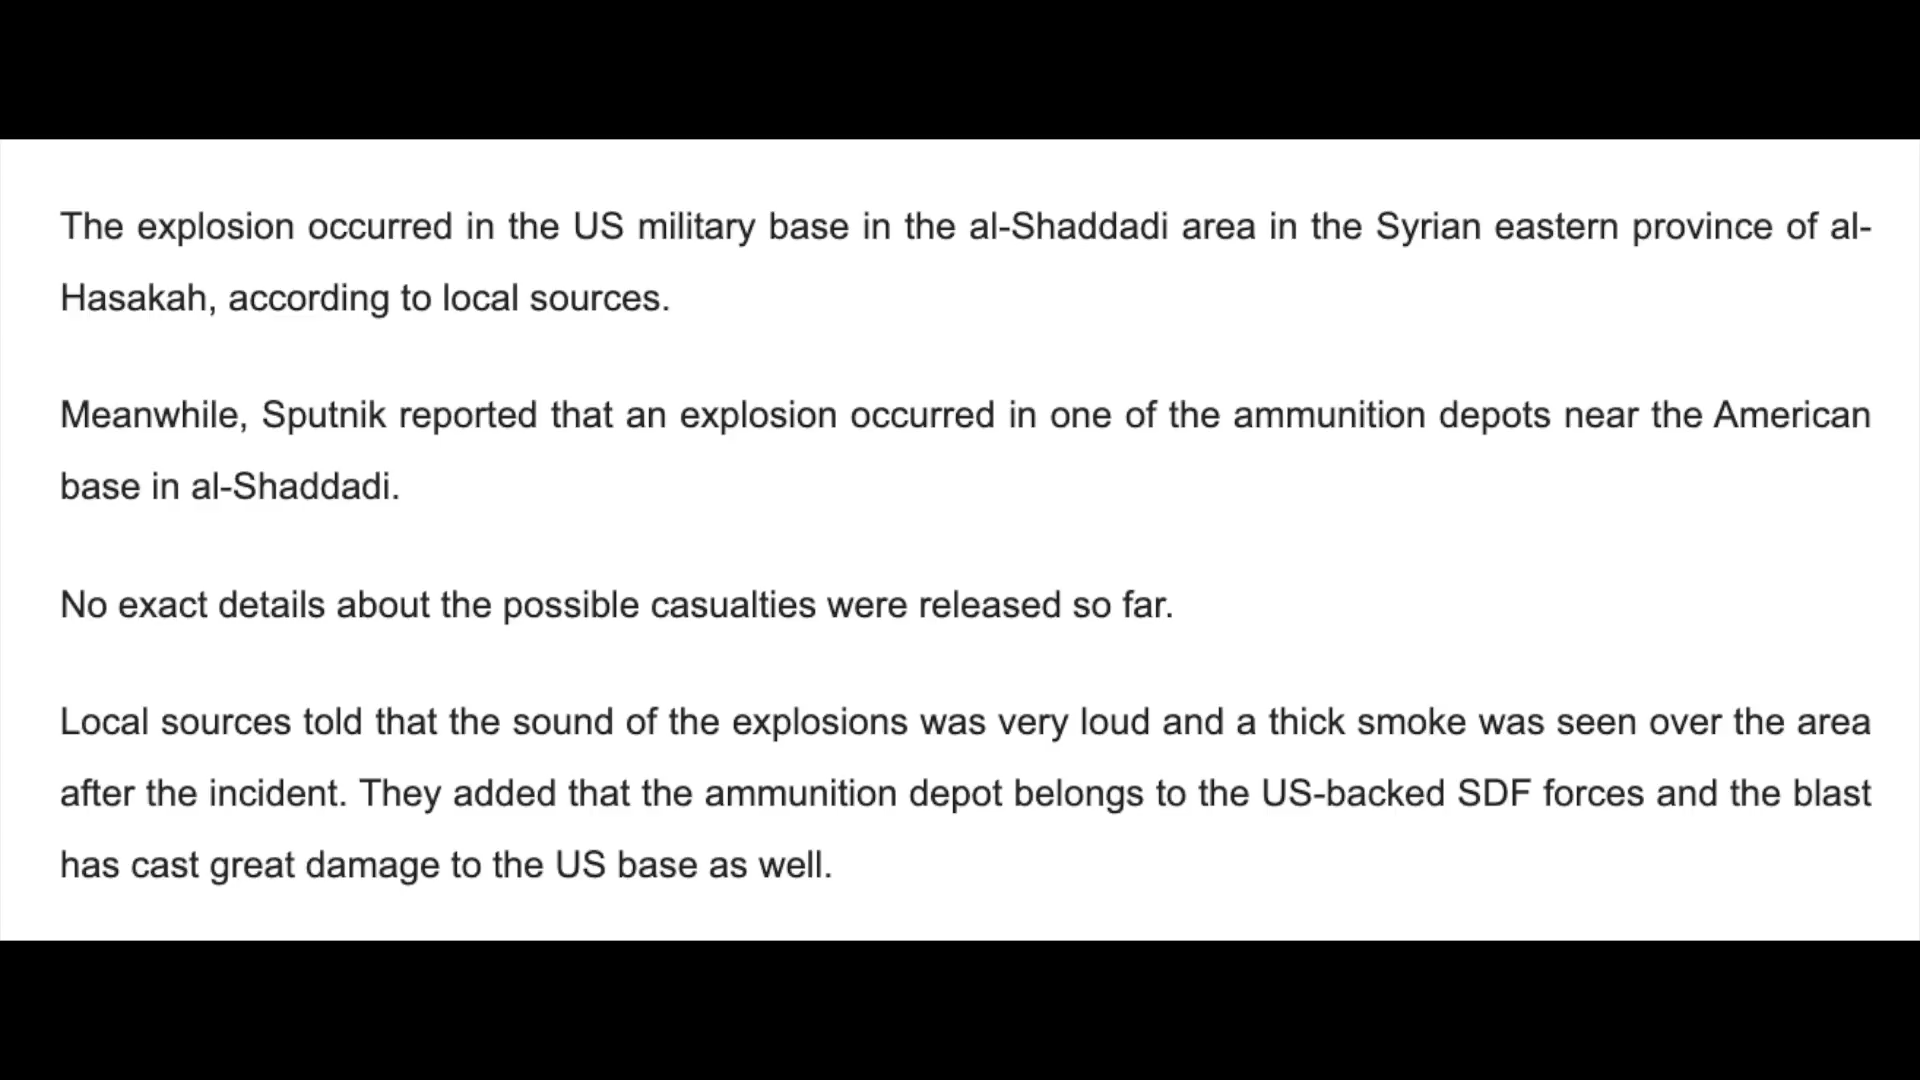 The explosion occurred in the US military base in the al-Shaddadi area in the Syrian eastern province of al-
Hasakah, according to local sources.
Meanwhile, Sputnik reported that an explosion occurred in one of the ammunition depots near the American
base in al-Shaddadi.
No exact details about the possible casualties were released so far.
Local sources told that the sound of the explosions was very loud and a thick smoke was seen over the area
after the incident. They added that the ammunition depot belongs to the US-backed SDF forces and the blast
has cast great damage to the US base as well.